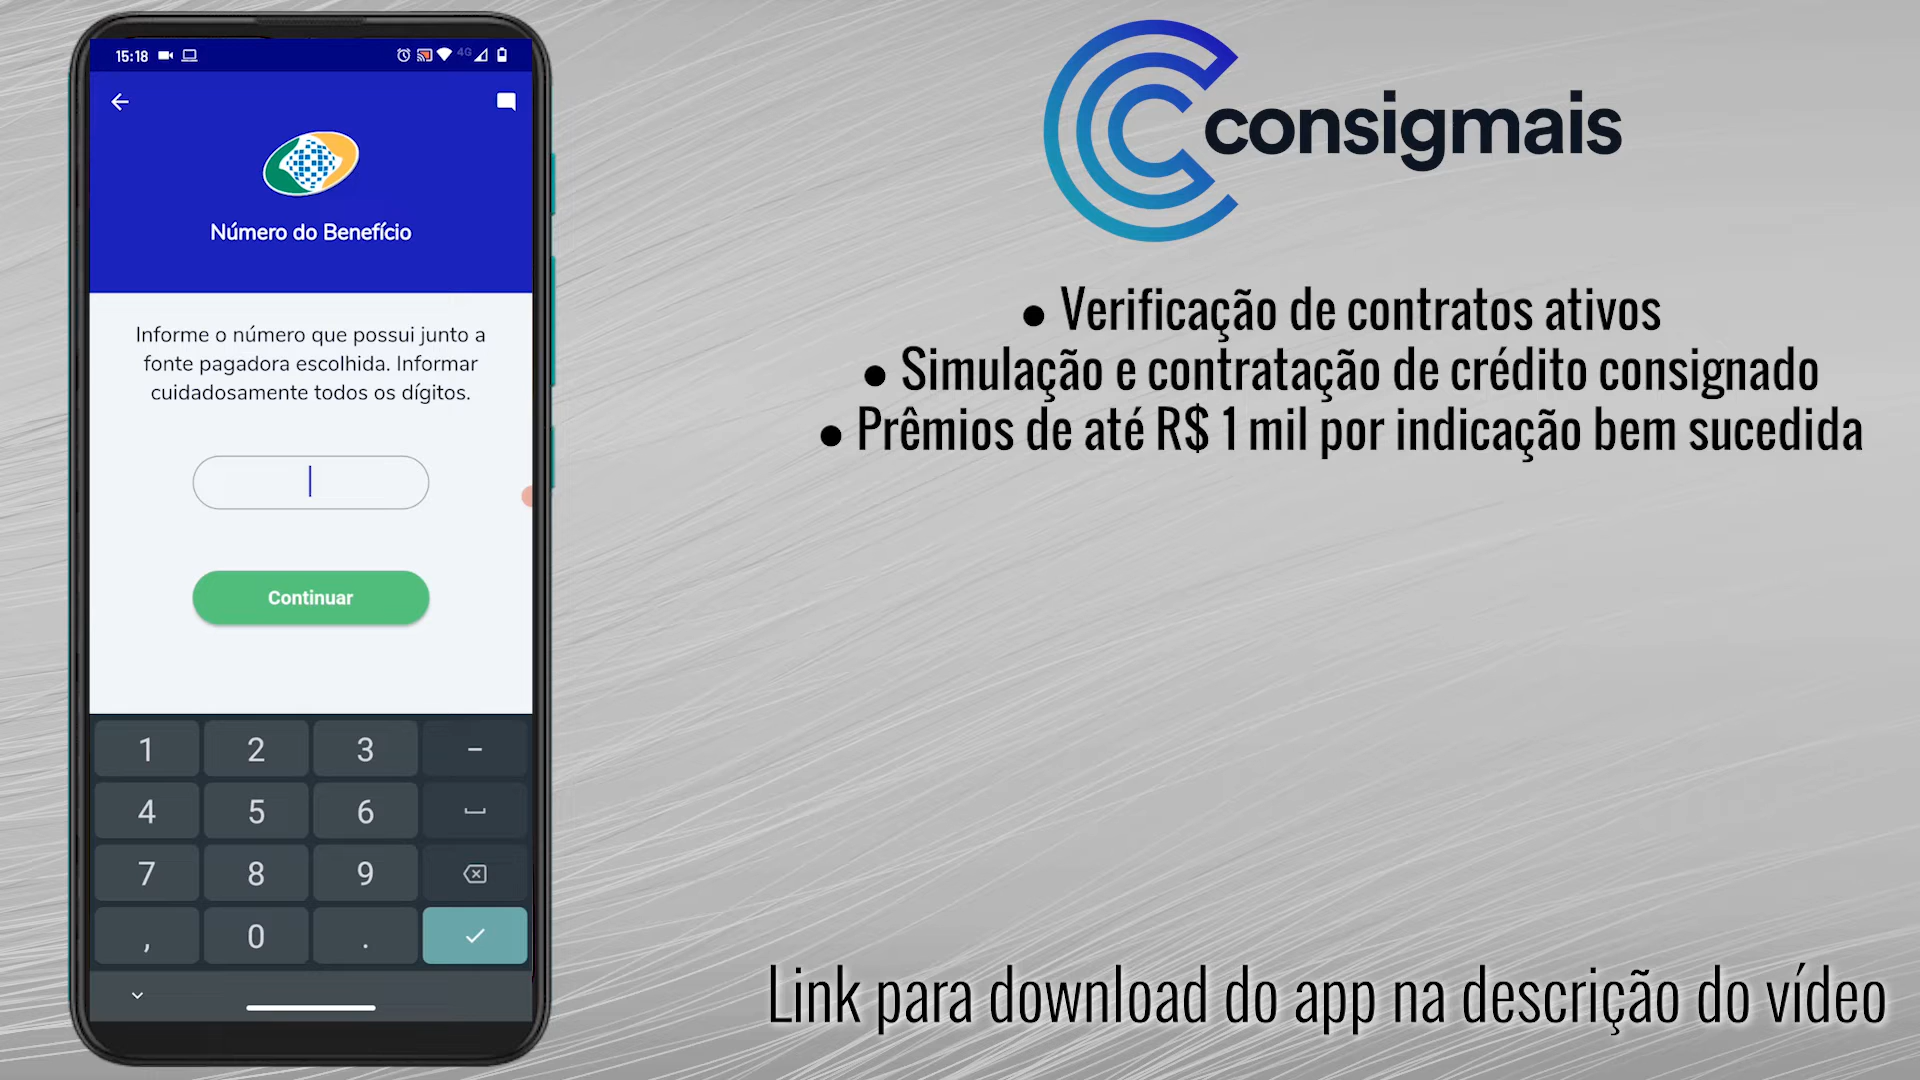 15:18
4G
Número do Benefício
Informe o número que possui junto a
fonte pagadora escolhida. Informar
cuidadosamente todos os dígitos.
Continuar
1 2 3 -
4 5 6
7 8 9
, 0 .
consigmais
• Verificação de contratos ativos
• Simulação e contratação de crédito consignado
• Prêmios de até R$ 1 mil por indicação bem sucedida
Link para download do app na descrição do vídeo